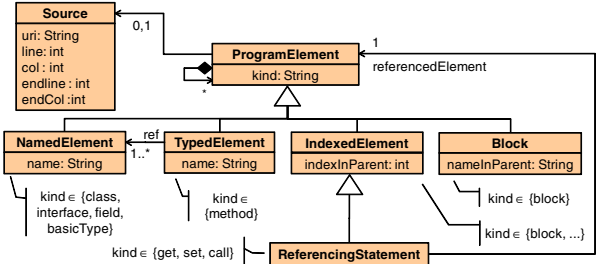 Source
uri: String
line: int
col : int
endline : int
endCol :int
0,1
ProgramElement
kind: String
*
1
referencedElement
NamedElement
name: String
ref
1..*
TypedElement
name: String
IndexedElement
indexInParent: int
Block
nameInParent: String
kind∈ {class,
interface, field,
basicType}
kind∈
{method}
kind∈ {block}
kind∈ {block, ...}
kind∈ {get, set, call}
ReferencingStatement